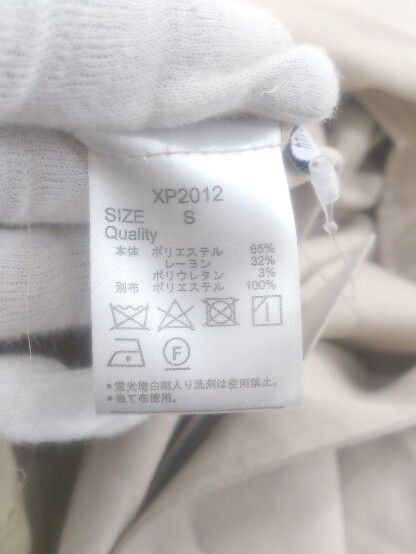 XP2012
SIZE S
Quality
本体 ポリエステル 65%
レーヨン 32%
ポリウレタン 3%
別布 ポリエステル 100%
F
•蛍光増白剤入り洗剤は使用禁止。
•当て布使用。